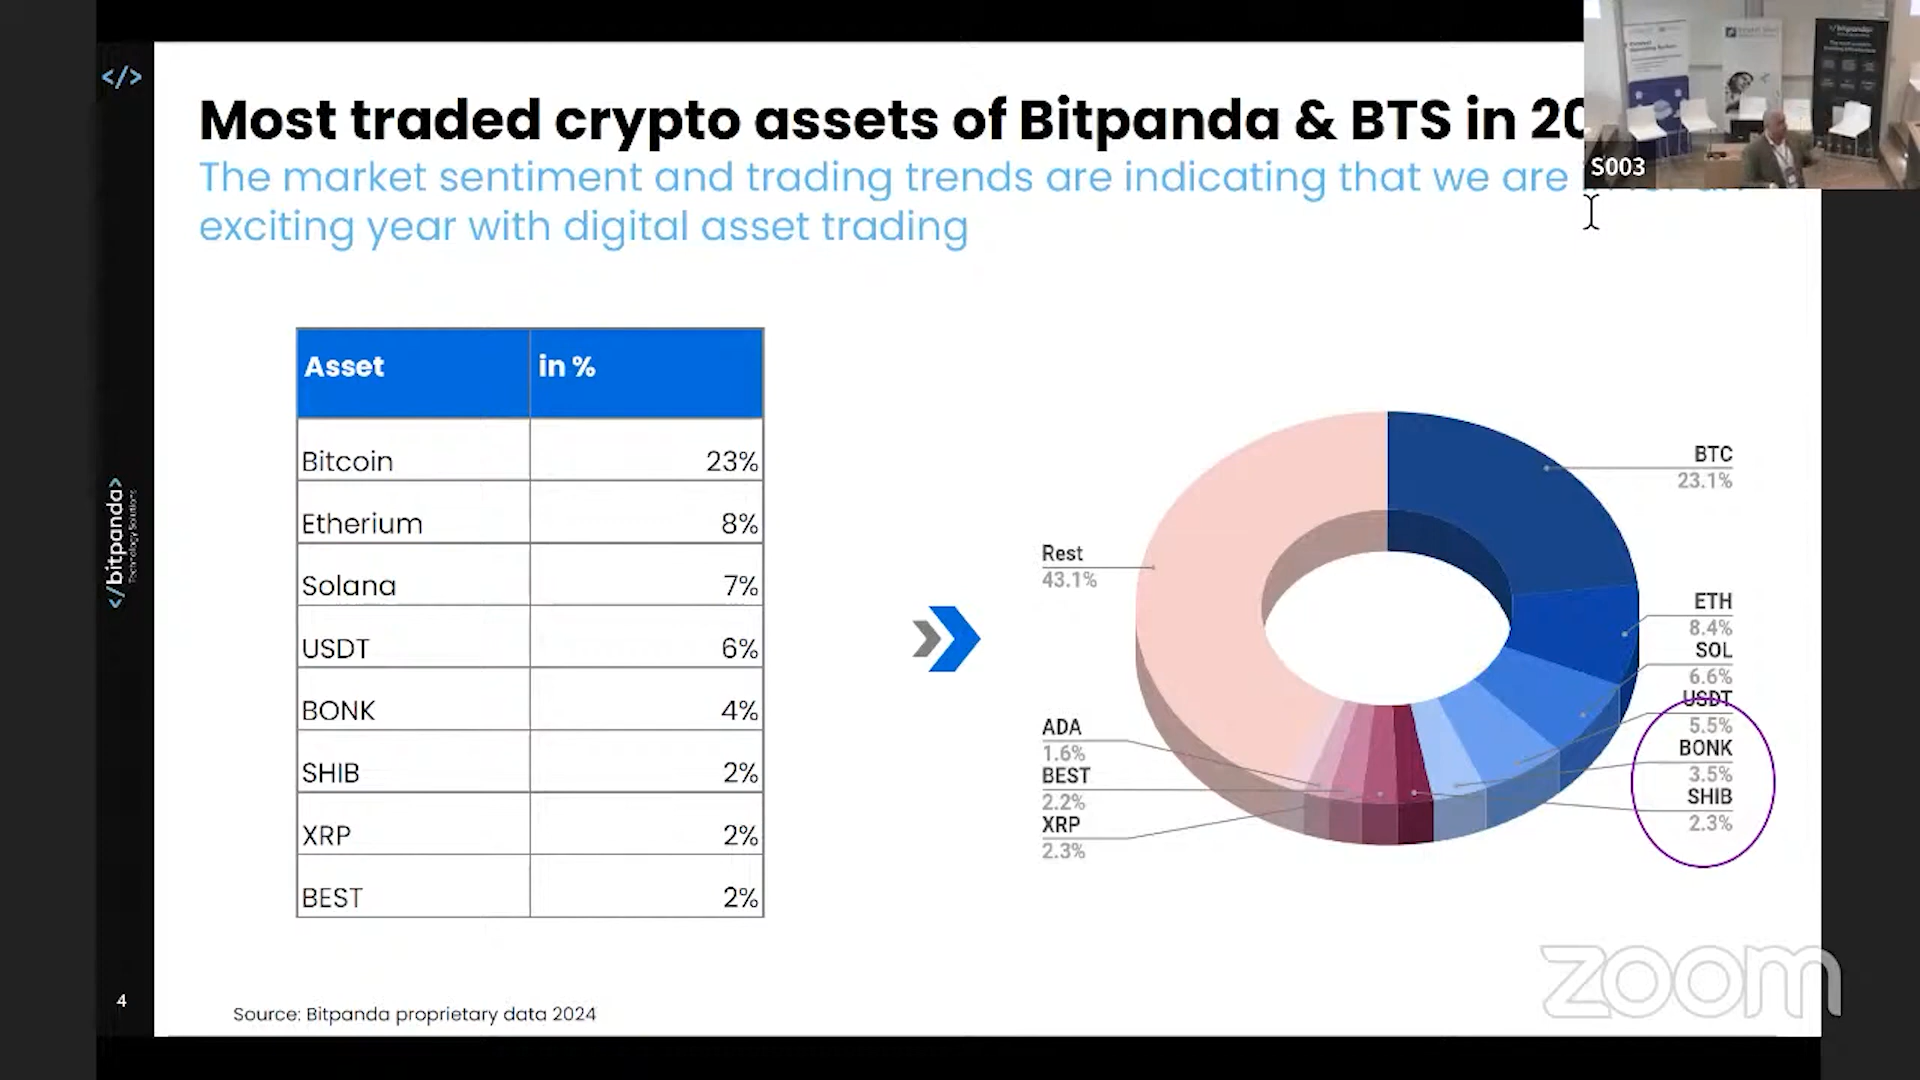 </>
Most traded crypto assets of Bitpanda & BTS in 20
The market sentiment and trading trends are indicating that we are
exciting year with digital asset trading
S003
Asset in %
Bitcoin 23%
Etherium 8%
Solana 7%
USDT 6%
BONK 4%
SHIB 2%
XRP 2%
BEST 2%
BTC
23.1%
ETH
8.4%
SOL
6.6%
USDT
5.5%
BONK
3.5%
SHIB
2.3%
Rest
43.1%
ADA
1.6%
BEST
2.2%
XRP
2.3%
</bitpanda>
Technology Solutions
4
Source: Bitpanda proprietary data 2024
zoom